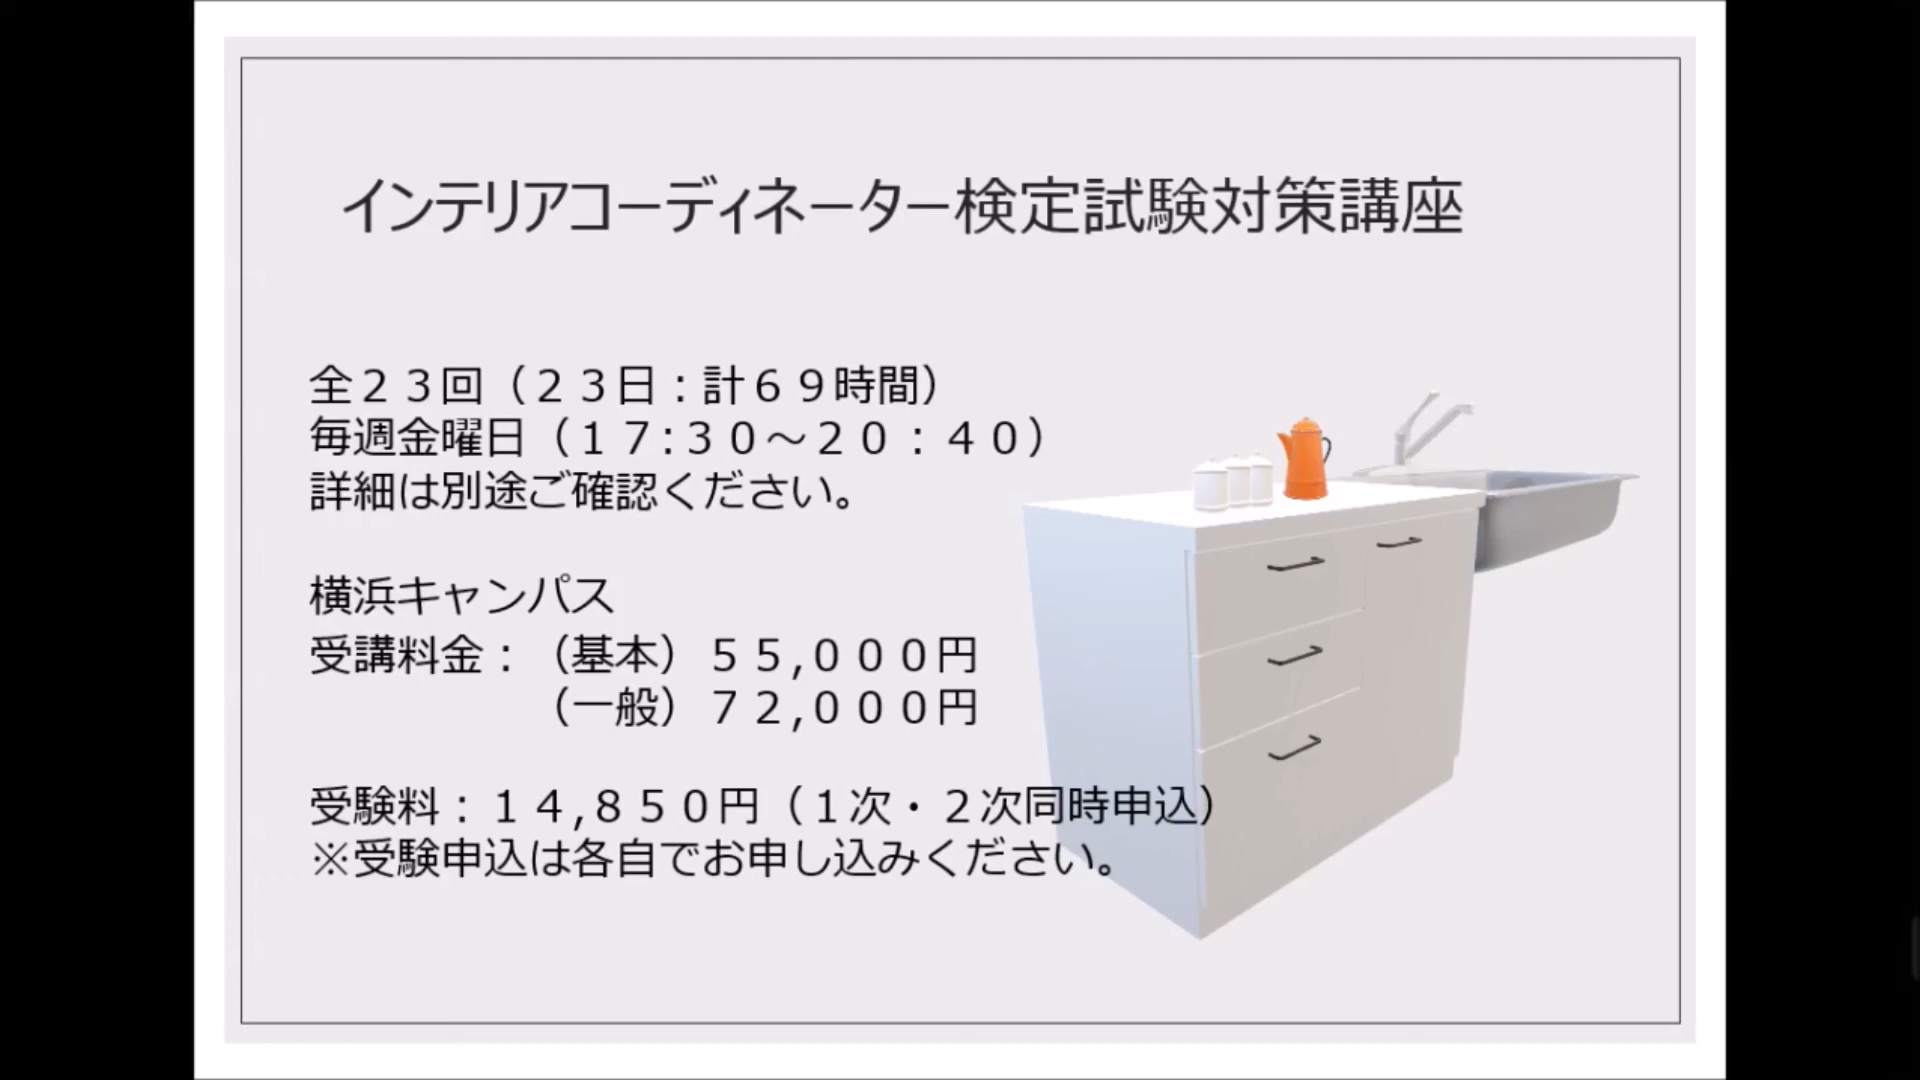 インテリアコーディネーター検定試験対策講座
全２３回（２３日：計６９時間）
毎週金曜日（１７:３０～２０：４０）
詳細は別途ご確認ください。
横浜キャンパス
受講料金：（基本）５５,０００円
（一般）７２,０００円
受験料：１４,８５０円（１次・２次同時申込）
※受験申込は各自でお申し込みください。